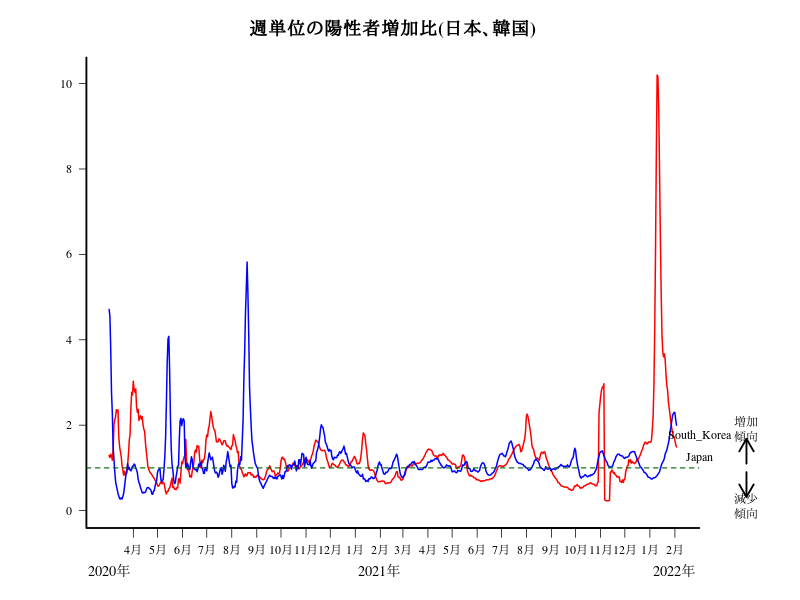 週単位の陽性者増加比(日本、韓国)
10
8
6
4
2
0
South_Korea
Japan
増加
傾向
減少
傾向
4月 5月 6月 7月 8月 9月 10月 11月 12月 1月 2月 3月 4月 5月 6月 7月 8月 9月 10月 11月 12月 1月 2月
2020年 2021年 2022年